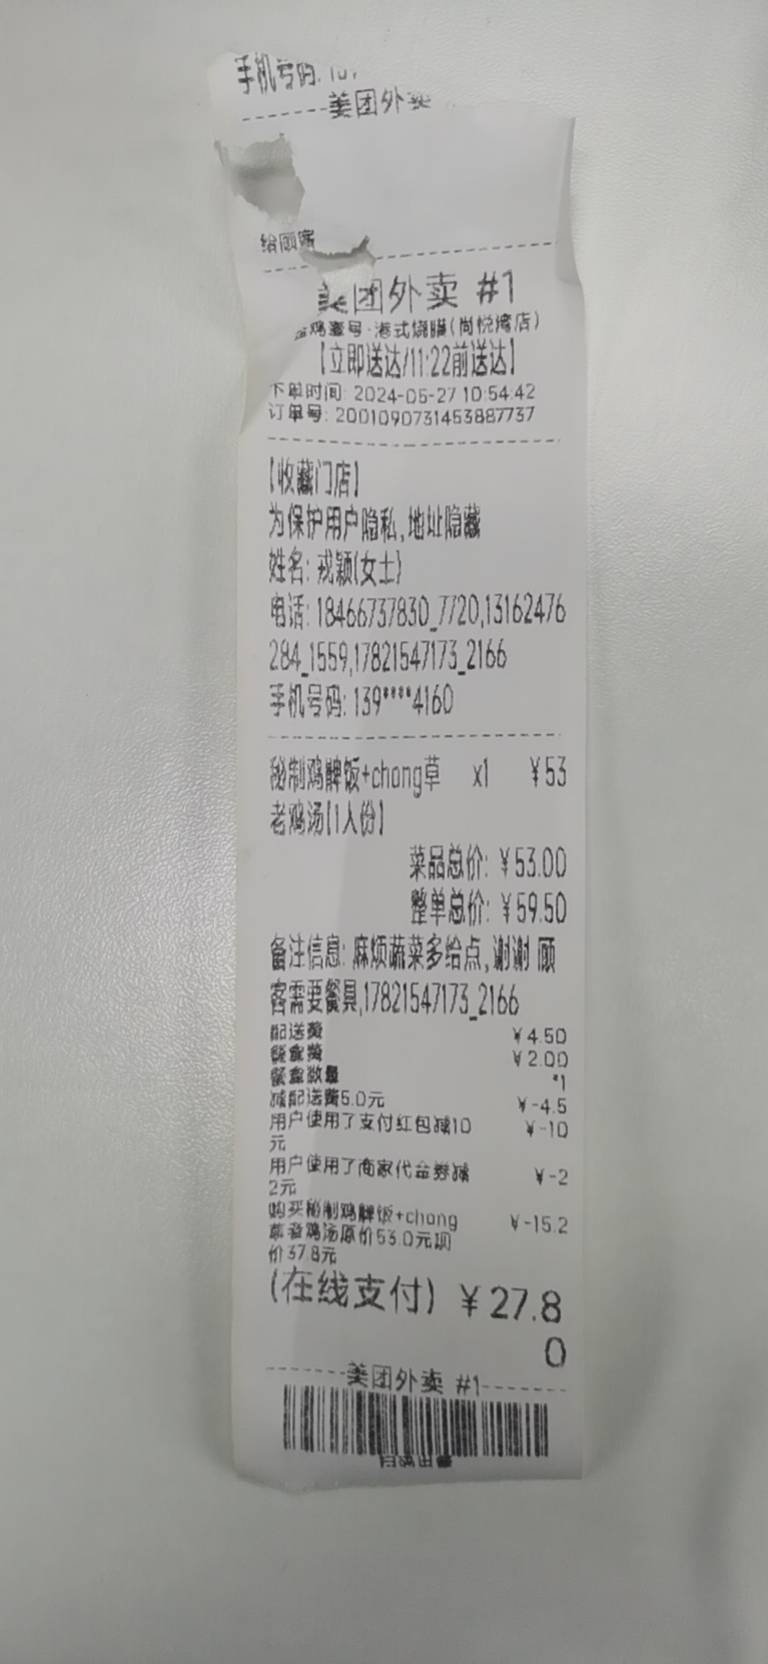 手机号码:
美团外卖
给顾客
美团外卖 #1
鸡壹号·港式烧腊(尚悦湾店)
【立即送达/11:22前送达】
下单时间: 2024-05-27 10:54:42
订单号: 2001090731453887737
【收藏门店】
为保护用户隐私,地址隐藏
姓名: 戎颖(女士)
电话: 18466737830_7720,13162476
284_1559,17821547173_2166
手机号码: 139****4160
秘制鸡脾饭+chong草 x1 ¥53
老鸡汤【1人份】
菜品总价: ¥53.00
整单总价: ¥59.50
备注信息: 麻烦蔬菜多给点,谢谢 顾
客需要餐具,17821547173_2166
配送费 ¥4.50
餐盒费 ¥2.00
餐盒数量 *1
减配送费5.0元 ¥-4.5
用户使用了支付红包减10 ¥-10
元
用户使用了商家代金券减 ¥-2
2元
购买秘制鸡脾饭+chong ¥-15.2
草老鸡汤原价53.0元现
价37.8元
(在线支付) ¥27.8
0
美团外卖 #1